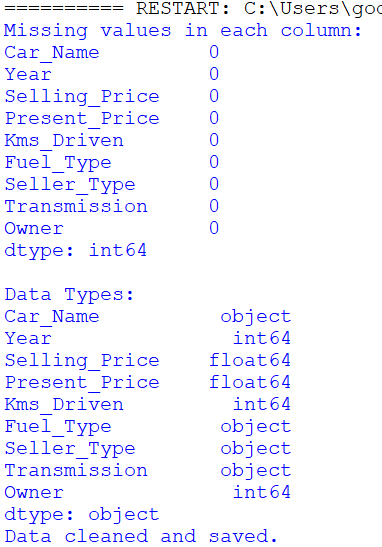 ========== RESTART: C:\Users\goo
Missing values in each column:
Car_Name         0
Year             0
Selling_Price    0
Present_Price    0
Kms_Driven       0
Fuel_Type        0
Seller_Type      0
Transmission     0
Owner            0
dtype: int64

Data Types:
Car_Name          object
Year               int64
Selling_Price    float64
Present_Price    float64
Kms_Driven         int64
Fuel_Type         object
Seller_Type       object
Transmission      object
Owner              int64
dtype: object
Data cleaned and saved.